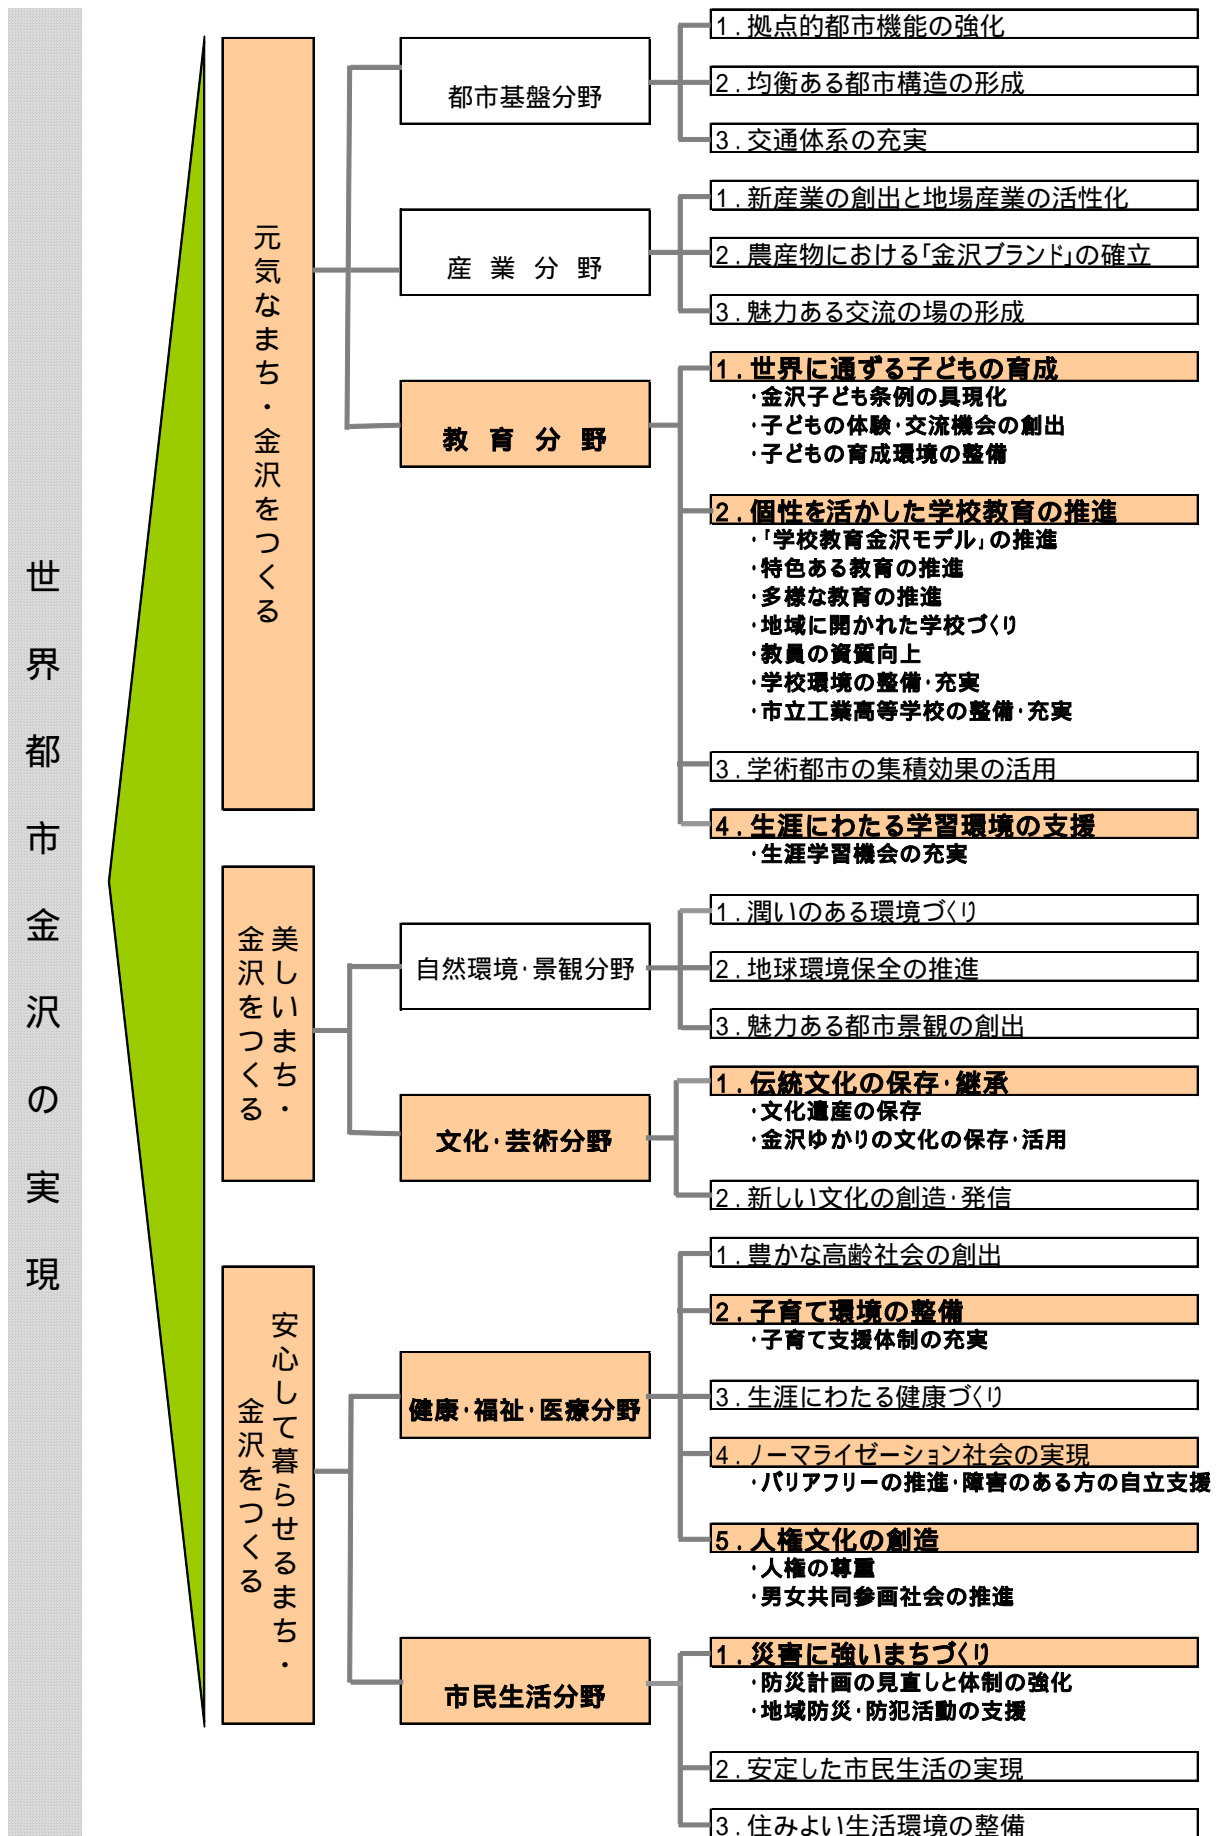 世界都市金沢の実現
元気なまち・金沢をつくる
都市基盤分野
1.拠点的都市機能の強化
2.均衡ある都市構造の形成
3.交通体系の充実
産業分野
1.新産業の創出と地場産業の活性化
2.農産物における「金沢ブランド」の確立
3.魅力ある交流の場の形成
教育分野
1.世界に通ずる子どもの育成
・金沢子ども条例の具現化
・子どもの体験・交流機会の創出
・子どもの育成環境の整備
2.個性を活かした学校教育の推進
・「学校教育金沢モデル」の推進
・特色ある教育の推進
・多様な教育の推進
・地域に開かれた学校づくり
・教員の資質向上
・学校環境の整備・充実
・市立工業高等学校の整備・充実
3.学術都市の集積効果の活用
4.生涯にわたる学習環境の支援
・生涯学習機会の充実
美しいまち・
金沢をつくる
自然環境・景観分野
1.潤いのある環境づくり
2.地球環境保全の推進
3.魅力ある都市景観の創出
文化・芸術分野
1.伝統文化の保存・継承
・文化遺産の保存
・金沢ゆかりの文化の保存・活用
2.新しい文化の創造・発信
安心して暮らせるまち・
金沢をつくる
健康・福祉・医療分野
1.豊かな高齢社会の創出
2.子育て環境の整備
・子育て支援体制の充実
3.生涯にわたる健康づくり
4.ノーマライゼーション社会の実現
・バリアフリーの推進・障害のある方の自立支援
5.人権文化の創造
・人権の尊重
・男女共同参画社会の推進
市民生活分野
1.災害に強いまちづくり
・防災計画の見直しと体制の強化
・地域防災・防犯活動の支援
2.安定した市民生活の実現
3.住みよい生活環境の整備